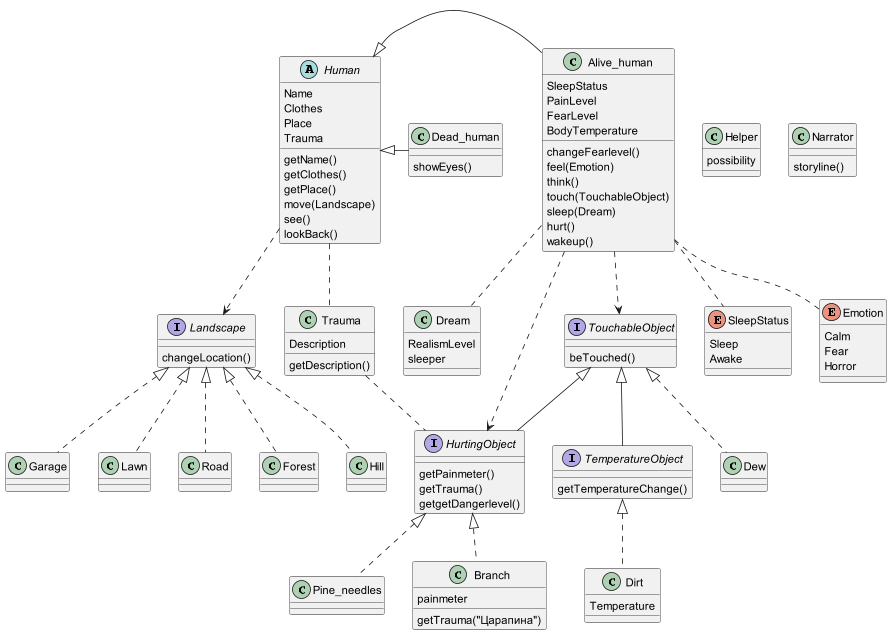 A Human
Name
Clothes
Place
Trauma
getName()
getClothes()
getPlace()
move(Landscape)
see()
lookBack()
C Dead_human
showEyes()
C Alive_human
SleepStatus
PainLevel
FearLevel
BodyTemperature
changeFearlevel()
feel(Emotion)
think()
touch(TouchableObject)
sleep(Dream)
hurt()
wakeup()
C Helper
possibility
C Narrator
storyline()
I Landscape
changeLocation()
C Trauma
Description
getDescription()
C Dream
RealismLevel
sleeper
I TouchableObject
beTouched()
E SleepStatus
Sleep
Awake
E Emotion
Calm
Fear
Horror
C Garage
C Lawn
C Road
C Forest
C Hill
I HurtingObject
getPainmeter()
getTrauma()
getgetDangerlevel()
I TemperatureObject
getTemperatureChange()
C Dew
C Pine_needles
C Branch
painmeter
getTrauma("Царапина")
C Dirt
Temperature